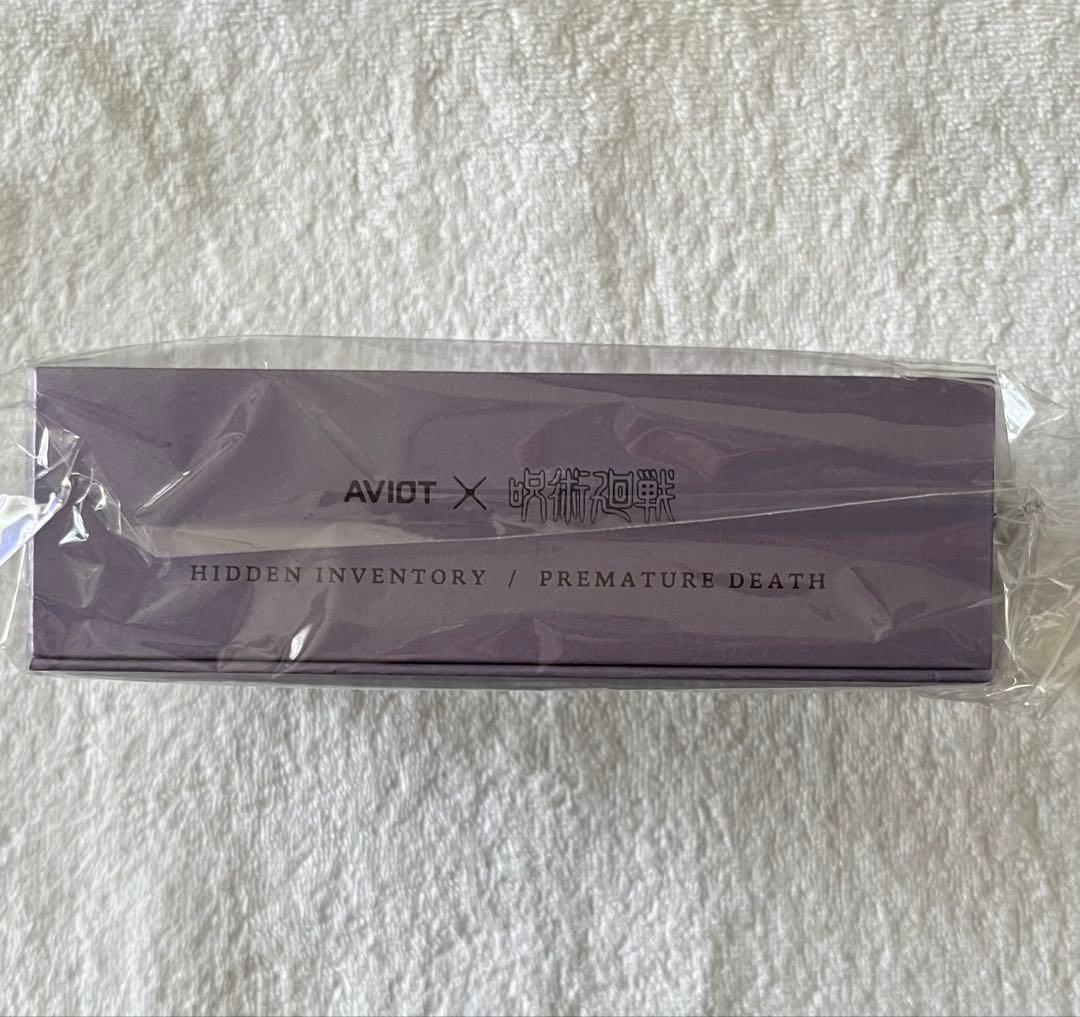 AVIOT × 呪術廻戦
HIDDEN INVENTORY / PREMATURE DEATH